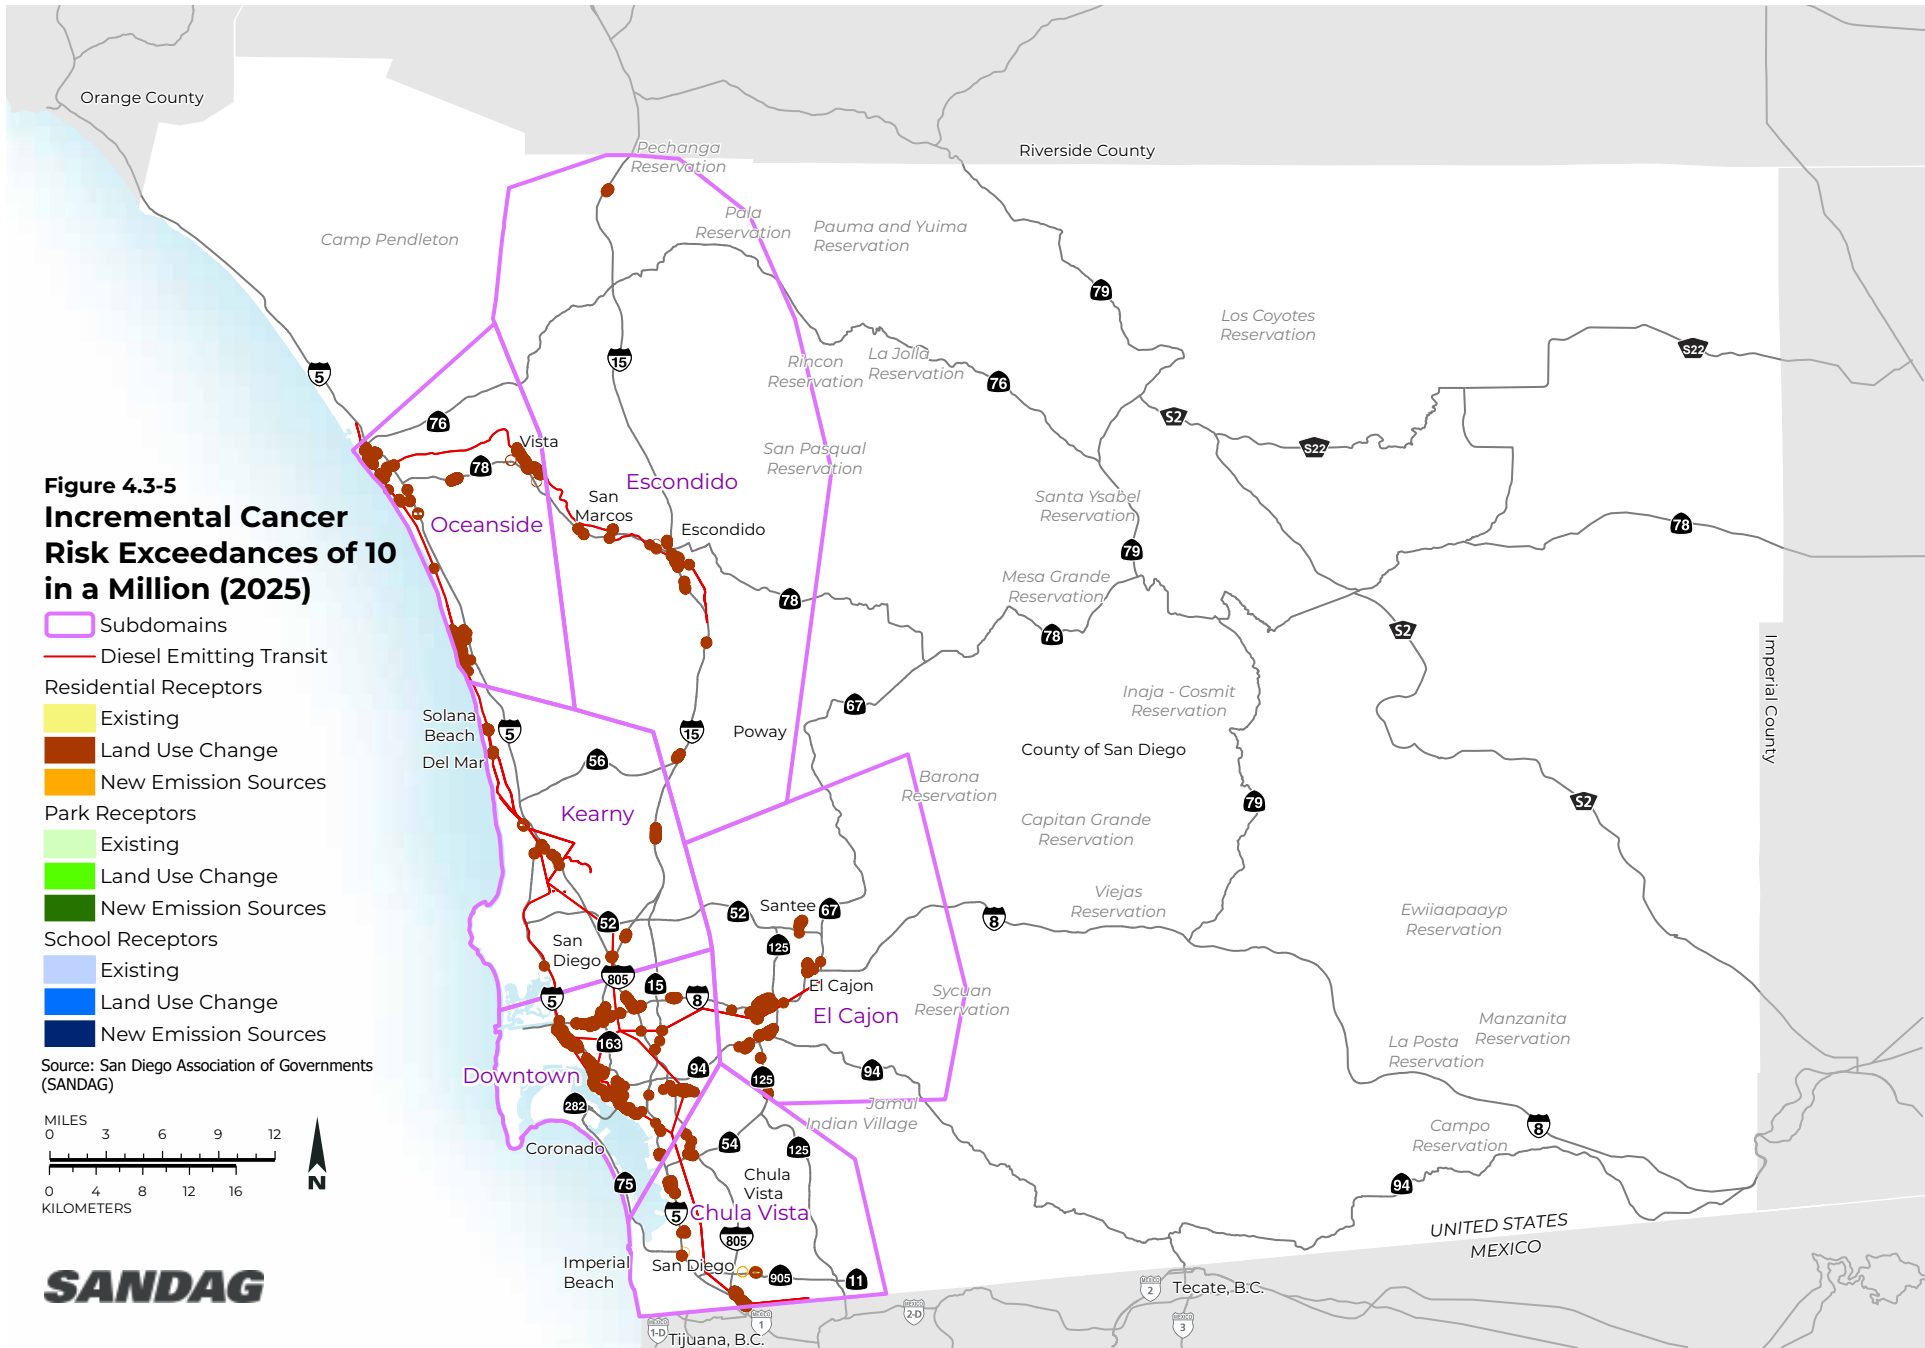 Orange County
Riverside County
Pechanga
Reservation
Camp Pendleton
Pala
Reservation
Pauma and Yuima
Reservation
79
Los Coyotes
Reservation
S22
5
15
Rincon
Reservation
La Jolla
Reservation
76
76
S2
S22
Vista
78
San Pasqual
Reservation
Escondido
San
Marcos
Escondido
Oceanside
Santa Ysabel
Reservation
79
78
Mesa Grande
Reservation
78
78
S2
Imperial County
Figure 4.3-5
Incremental Cancer
Risk Exceedances of 10
in a Million (2025)
Subdomains
Diesel Emitting Transit
Residential Receptors
Existing
Land Use Change
New Emission Sources
Park Receptors
Existing
Land Use Change
New Emission Sources
School Receptors
Existing
Land Use Change
New Emission Sources
Source: San Diego Association of Governments
(SANDAG)
MILES
0 3 6 9 12
0 4 8 12 16
KILOMETERS
N
SANDAG
Solana
Beach
Del Mar
5
15
Poway
67
Inaja - Cosmit
Reservation
County of San Diego
56
Kearny
Barona
Reservation
79
S2
Capitan Grande
Reservation
52
San
Diego
52
Santee
67
125
8
Viejas
Reservation
Ewiiaapaayp
Reservation
805
15
5
8
El Cajon
El Cajon
Sycuan
Reservation
163
Manzanita
Reservation
La Posta
Reservation
Downtown
94
125
94
282
Jamul
Indian Village
Coronado
54
125
Campo
Reservation
8
75
Chula
Vista
94
5
Chula Vista
805
UNITED STATES
MEXICO
Imperial
Beach
San Diego
905
11
MEXICO
2
Tecate, B.C.
MEXICO
2-D
MEXICO
1
MEXICO
1-D
MEXICO
3
Tijuana, B.C.